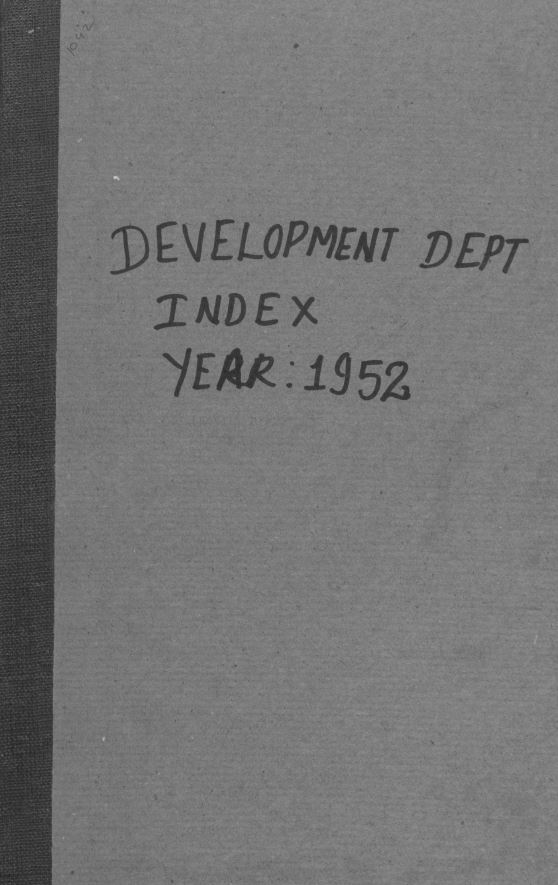 DEVELOPMENT DEPT
INDEX
YEAR: 1952